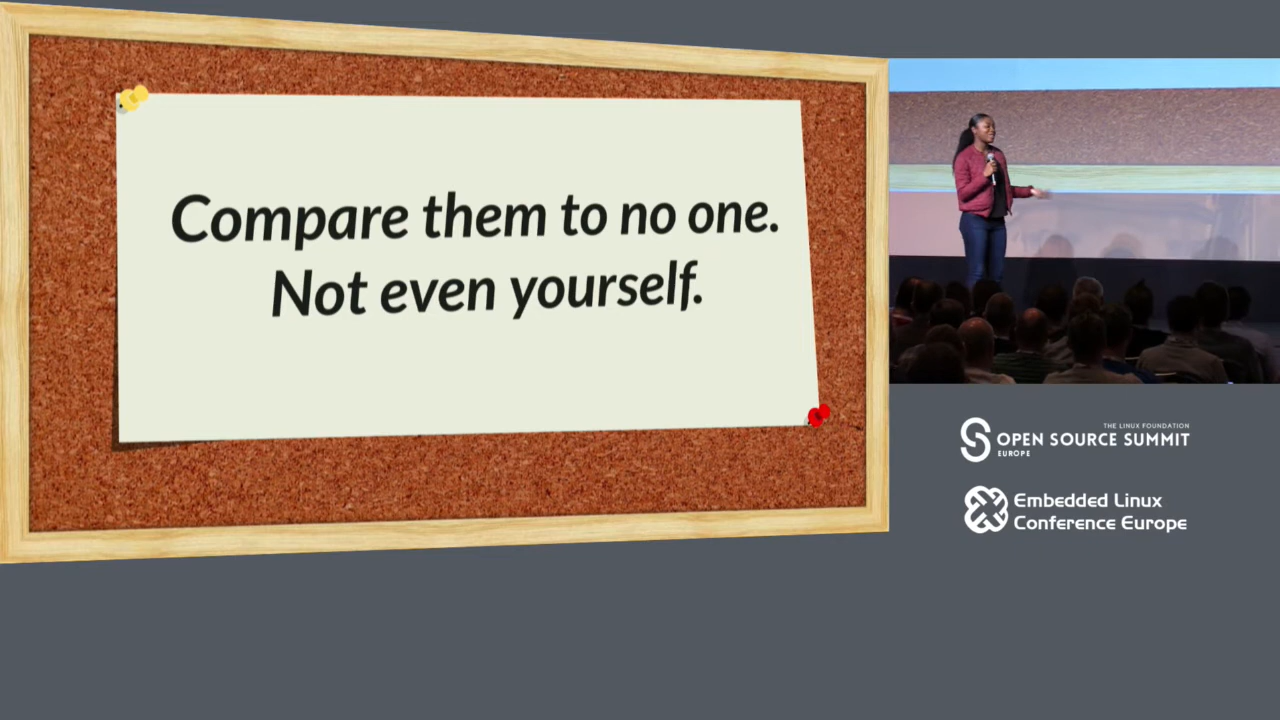 Compare them to no one.
Not even yourself.
THE LINUX FOUNDATION
OPEN SOURCE SUMMIT
EUROPE
Embedded Linux
Conference Europe